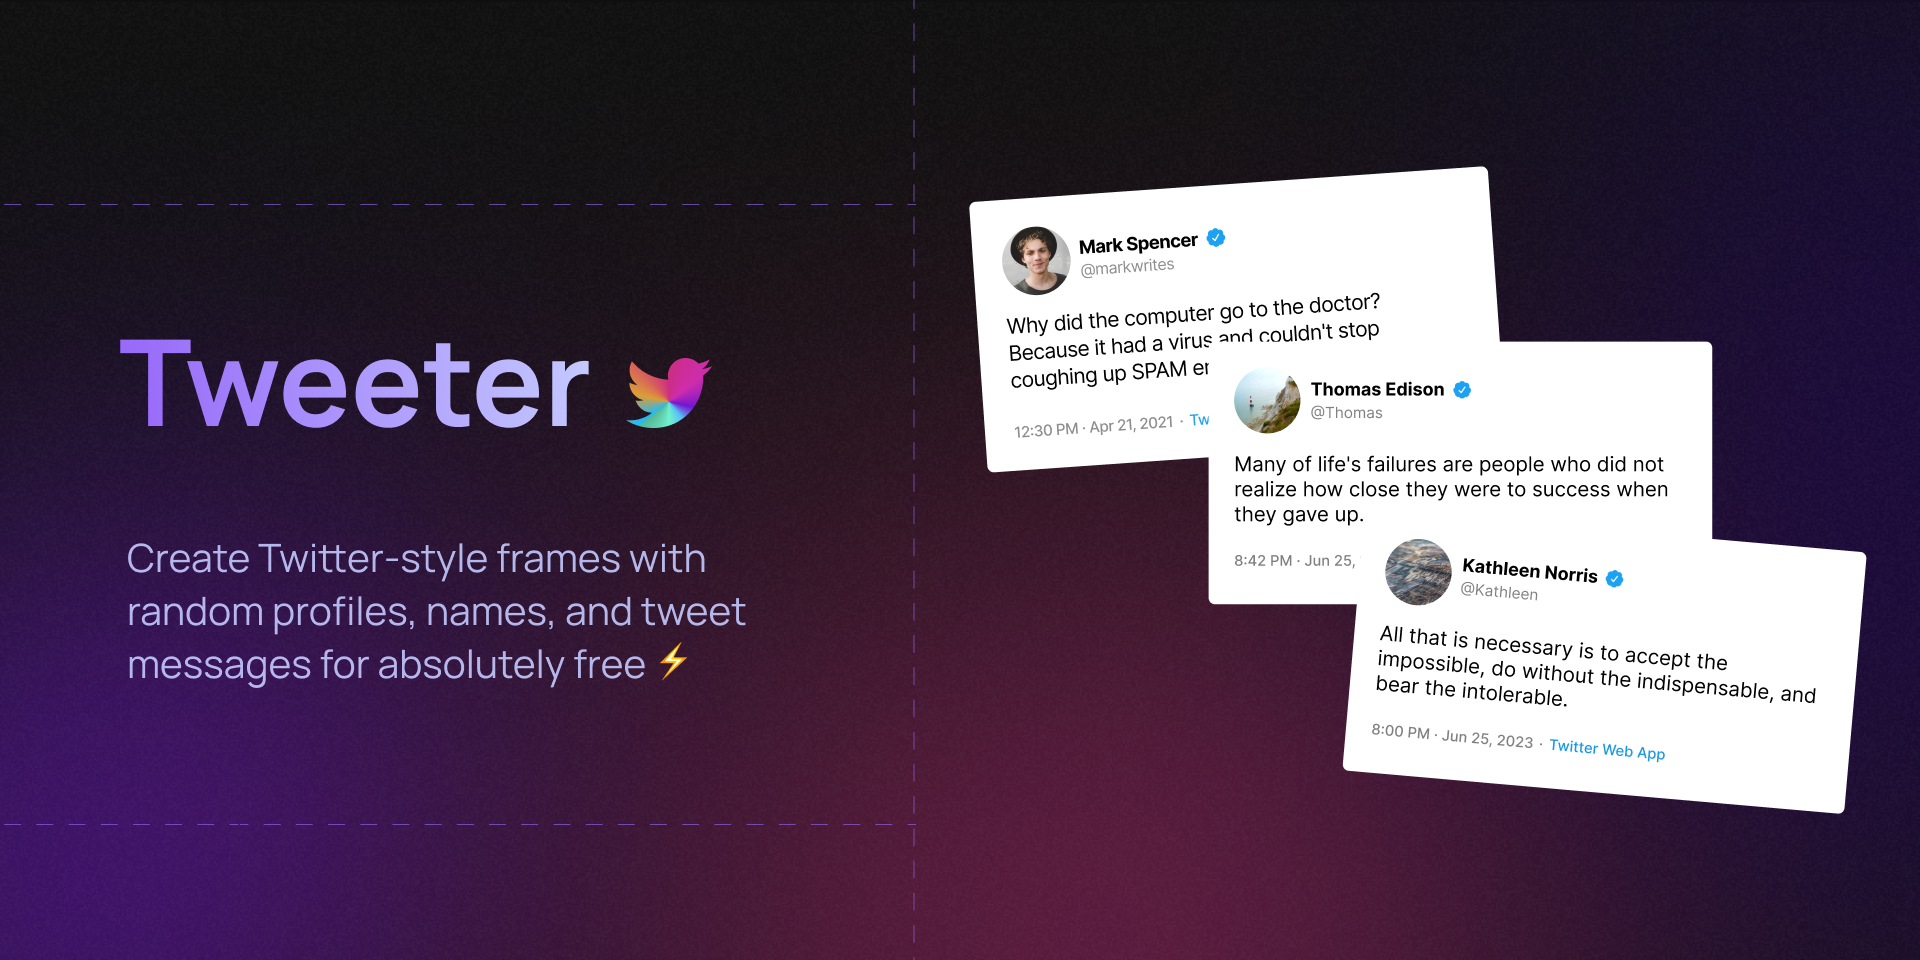 Tweeter
Create Twitter-style frames with
random profiles, names, and tweet
messages for absolutely free ⚡
Mark Spencer
@markwrites
Why did the computer go to the doctor?
Because it had a virus and couldn't stop
coughing up SPAM
12:30 PM · Apr 21, 2021 ·
Thomas Edison
@Thomas
Many of life's failures are people who did not
realize how close they were to success when
they gave up.
8:42 PM · Jun 25,
Kathleen Norris
@Kathleen
All that is necessary is to accept the
impossible, do without the indispensable, and
bear the intolerable.
8:00 PM · Jun 25, 2023 · Twitter Web App